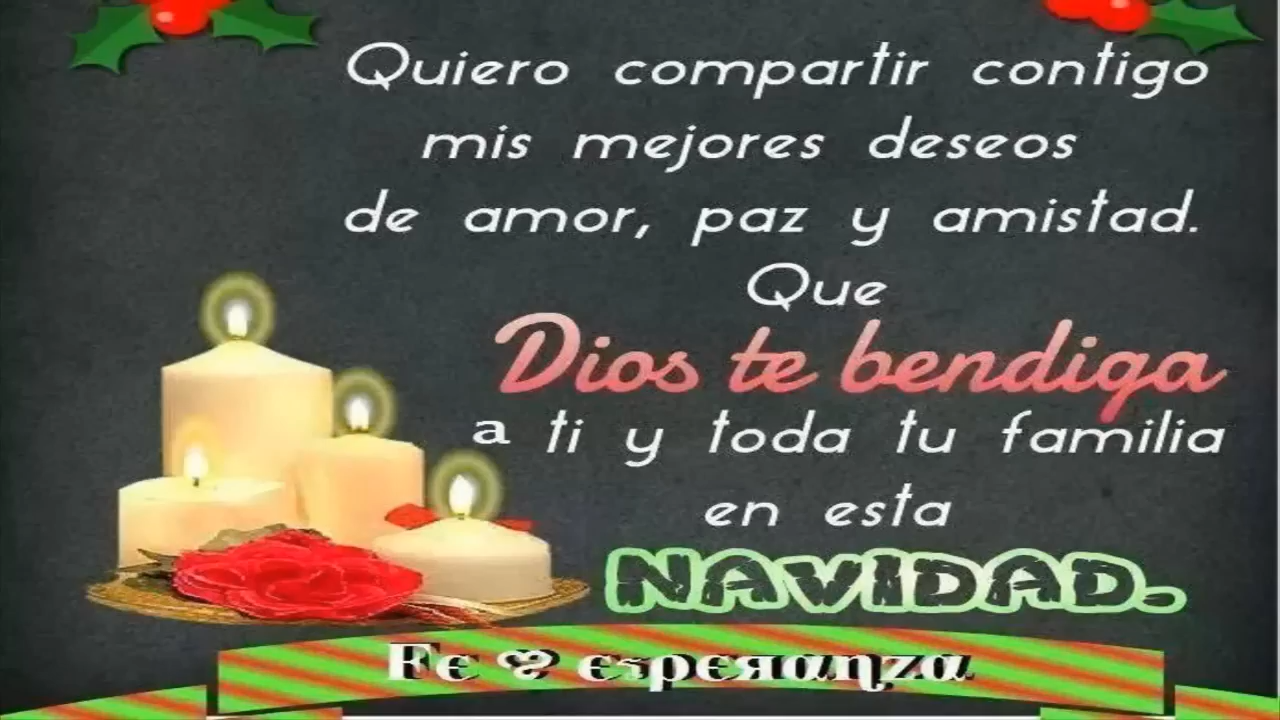 Quiero compartir contigo
mis mejores deseos
de amor, paz y amistad.
Que
Dios te bendiga
a ti y toda tu familia
en esta
NAVIDAD.
Fe & esperanza